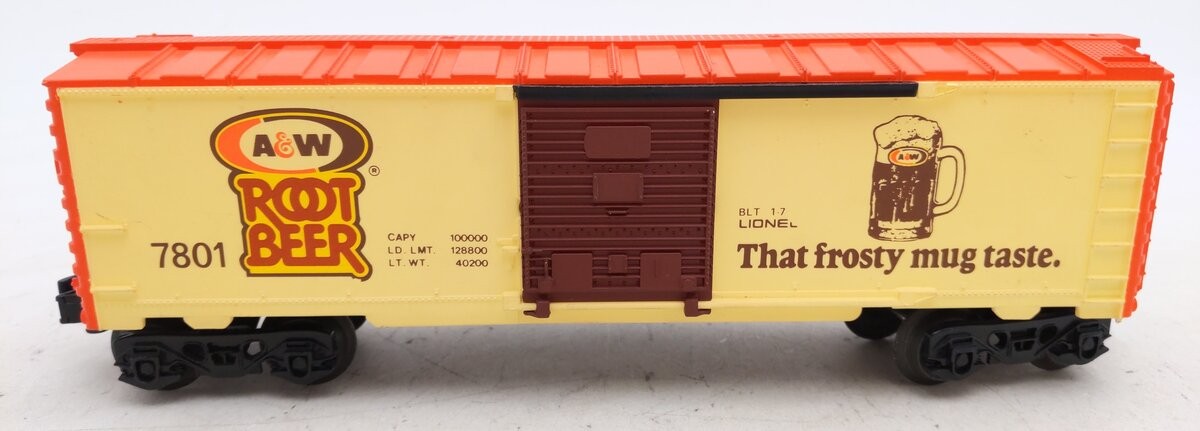 A&W
ROOT
BEER
®
7801
CAPY 100000
LD. LMT. 128800
LT. WT. 40200
A&W
BLT 1-7
LIONEL
That frosty mug taste.